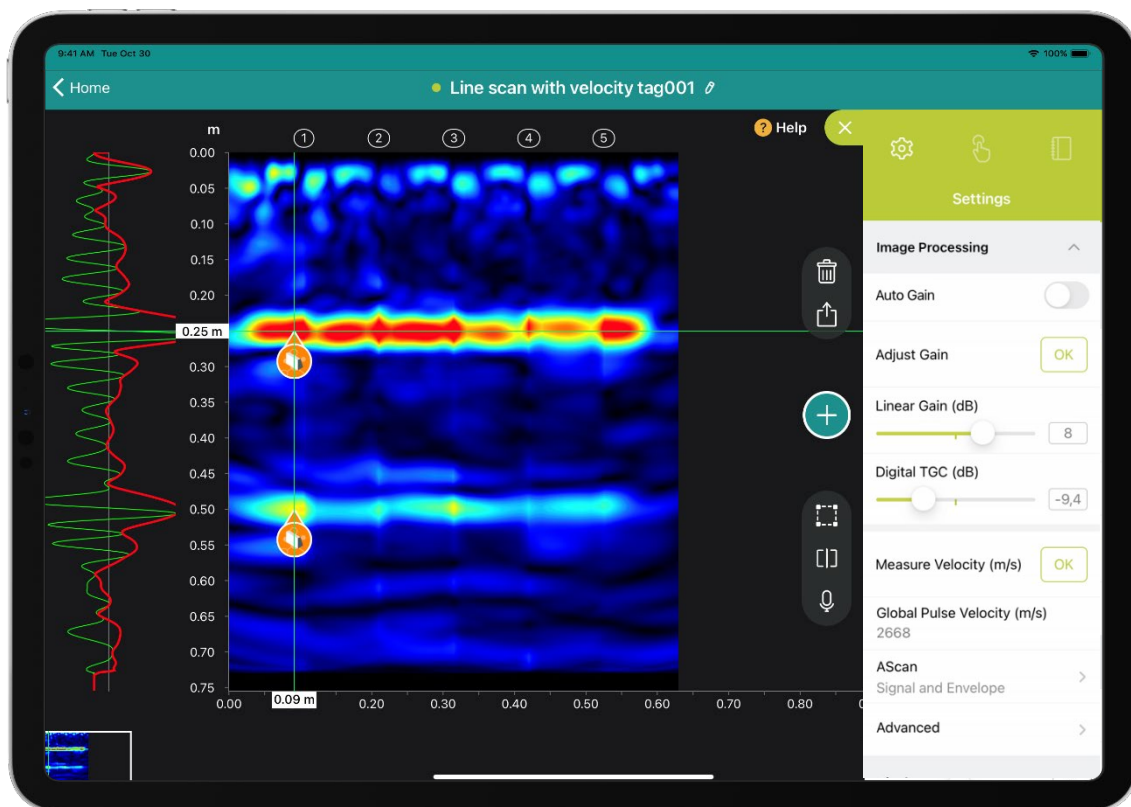 9:41 AM Tue Oct 30
100%
Home
Line scan with velocity tag001
Help
m
1
2
3
4
5
0.00
0.05
0.10
0.15
0.20
0.25 m
0.30
0.35
0.40
0.45
0.50
0.55
0.60
0.65
0.70
0.75
0.00
0.09 m
0.20
0.30
0.40
0.50
0.60
0.70
0.80
Settings
Image Processing
Auto Gain
Adjust Gain
OK
Linear Gain (dB)
8
Digital TGC (dB)
-9,4
Measure Velocity (m/s)
OK
Global Pulse Velocity (m/s)
2668
AScan
Signal and Envelope
Advanced